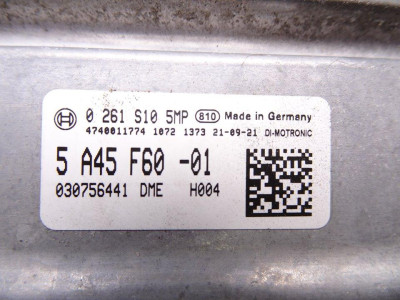 0 261 S10 5MP 810 Made in Germany
4740011774 1072 1373 21-09-21 DI-MOTRONIC
5 A45 F60 -01
030756441 DME H004